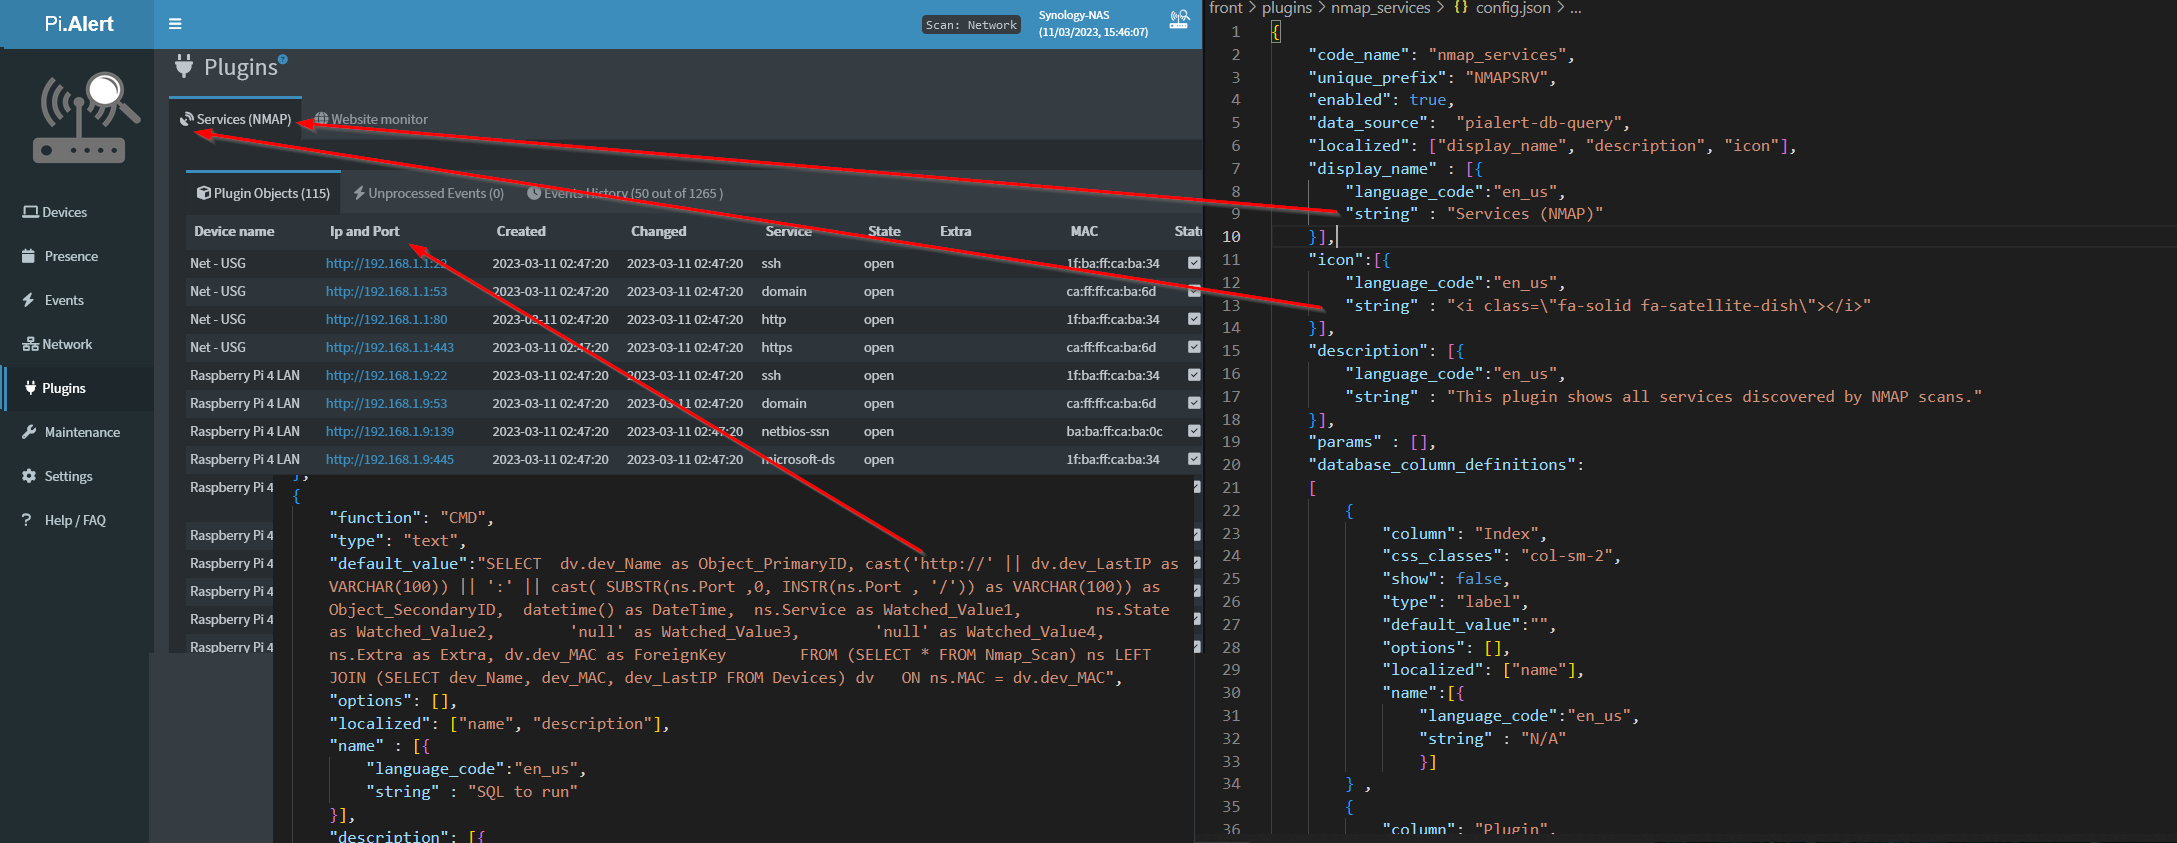 Pi.Alert
Scan: Network
Synology-NAS
(11/03/2023, 15:46:07)
Plugins
Services (NMAP)
Website monitor
Devices
Presence
Events
Network
Plugins
Maintenance
Settings
? Help / FAQ
Plugin Objects (115)
Unprocessed Events (0)
Events History (50 out of 1265 )
Device name Ip and Port Created Changed Service State Extra MAC
Net - USG http://192.168.1.1:22 2023-03-11 02:47:20 2023-03-11 02:47:20 ssh open 1f:ba:ff:ca:ba:34
Net - USG http://192.168.1.1:53 2023-03-11 02:47:20 2023-03-11 02:47:20 domain open ca:ff:ff:ca:ba:6d
Net - USG http://192.168.1.1:80 2023-03-11 02:47:20 2023-03-11 02:47:20 http open 1f:ba:ff:ca:ba:34
Net - USG http://192.168.1.1:443 2023-03-11 02:47:20 2023-03-11 02:47:20 https open ca:ff:ff:ca:ba:6d
Raspberry Pi 4 LAN http://192.168.1.9:22 2023-03-11 02:47:20 2023-03-11 02:47:20 ssh open 1f:ba:ff:ca:ba:34
Raspberry Pi 4 LAN http://192.168.1.9:53 2023-03-11 02:47:20 2023-03-11 02:47:20 domain open ca:ff:ff:ca:ba:6d
Raspberry Pi 4 LAN http://192.168.1.9:139 2023-03-11 02:47:20 2023-03-11 02:47:20 netbios-ssn open ba:ba:ff:ca:ba:0c
Raspberry Pi 4 LAN http://192.168.1.9:445 2023-03-11 02:47:20 2023-03-11 02:47:20 microsoft-ds open 1f:ba:ff:ca:ba:34
Raspberry Pi 4
Raspberry Pi 4
Raspberry Pi 4
Raspberry Pi 4
Raspberry Pi 4
Raspberry Pi 4
{
"function": "CMD",
"type": "text",
"default_value":"SELECT  dv.dev_Name as Object_PrimaryID, cast('http://' || dv.dev_LastIP as
VARCHAR(100)) || ':' || cast( SUBSTR(ns.Port ,0, INSTR(ns.Port , '/')) as VARCHAR(100)) as
Object_SecondaryID,  datetime() as DateTime,  ns.Service as Watched_Value1,        ns.State
as Watched_Value2,        'null' as Watched_Value3,        'null' as Watched_Value4,
ns.Extra as Extra, dv.dev_MAC as ForeignKey        FROM (SELECT * FROM Nmap_Scan) ns LEFT
JOIN (SELECT dev_Name, dev_MAC, dev_LastIP FROM Devices) dv   ON ns.MAC = dv.dev_MAC",
"options": [],
"localized": ["name", "description"],
"name" : [{
"language_code":"en_us",
"string" : "SQL to run"
}],
"description": [{
front > plugins > nmap_services > {} config.json > ...
1 {
2 "code_name": "nmap_services",
3 "unique_prefix": "NMAPSRV",
4 "enabled": true,
5 "data_source":  "pialert-db-query",
6 "localized": ["display_name", "description", "icon"],
7 "display_name" : [{
8 "language_code":"en_us",
9 "string" : "Services (NMAP)"
10 }],
11 "icon":[{
12 "language_code":"en_us",
13 "string" : "<i class=\"fa-solid fa-satellite-dish\"></i>"
14 }],
15 "description": [{
16 "language_code":"en_us",
17 "string" : "This plugin shows all services discovered by NMAP scans."
18 }],
19 "params" : [],
20 "database_column_definitions":
21 [
22 {
23 "column": "Index",
24 "css_classes": "col-sm-2",
25 "show": false,
26 "type": "label",
27 "default_value":"",
28 "options": [],
29 "localized": ["name"],
30 "name":[{
31 "language_code":"en_us",
32 "string" : "N/A"
33 }]
34 } ,
35 {
36 "column": "Plugin",